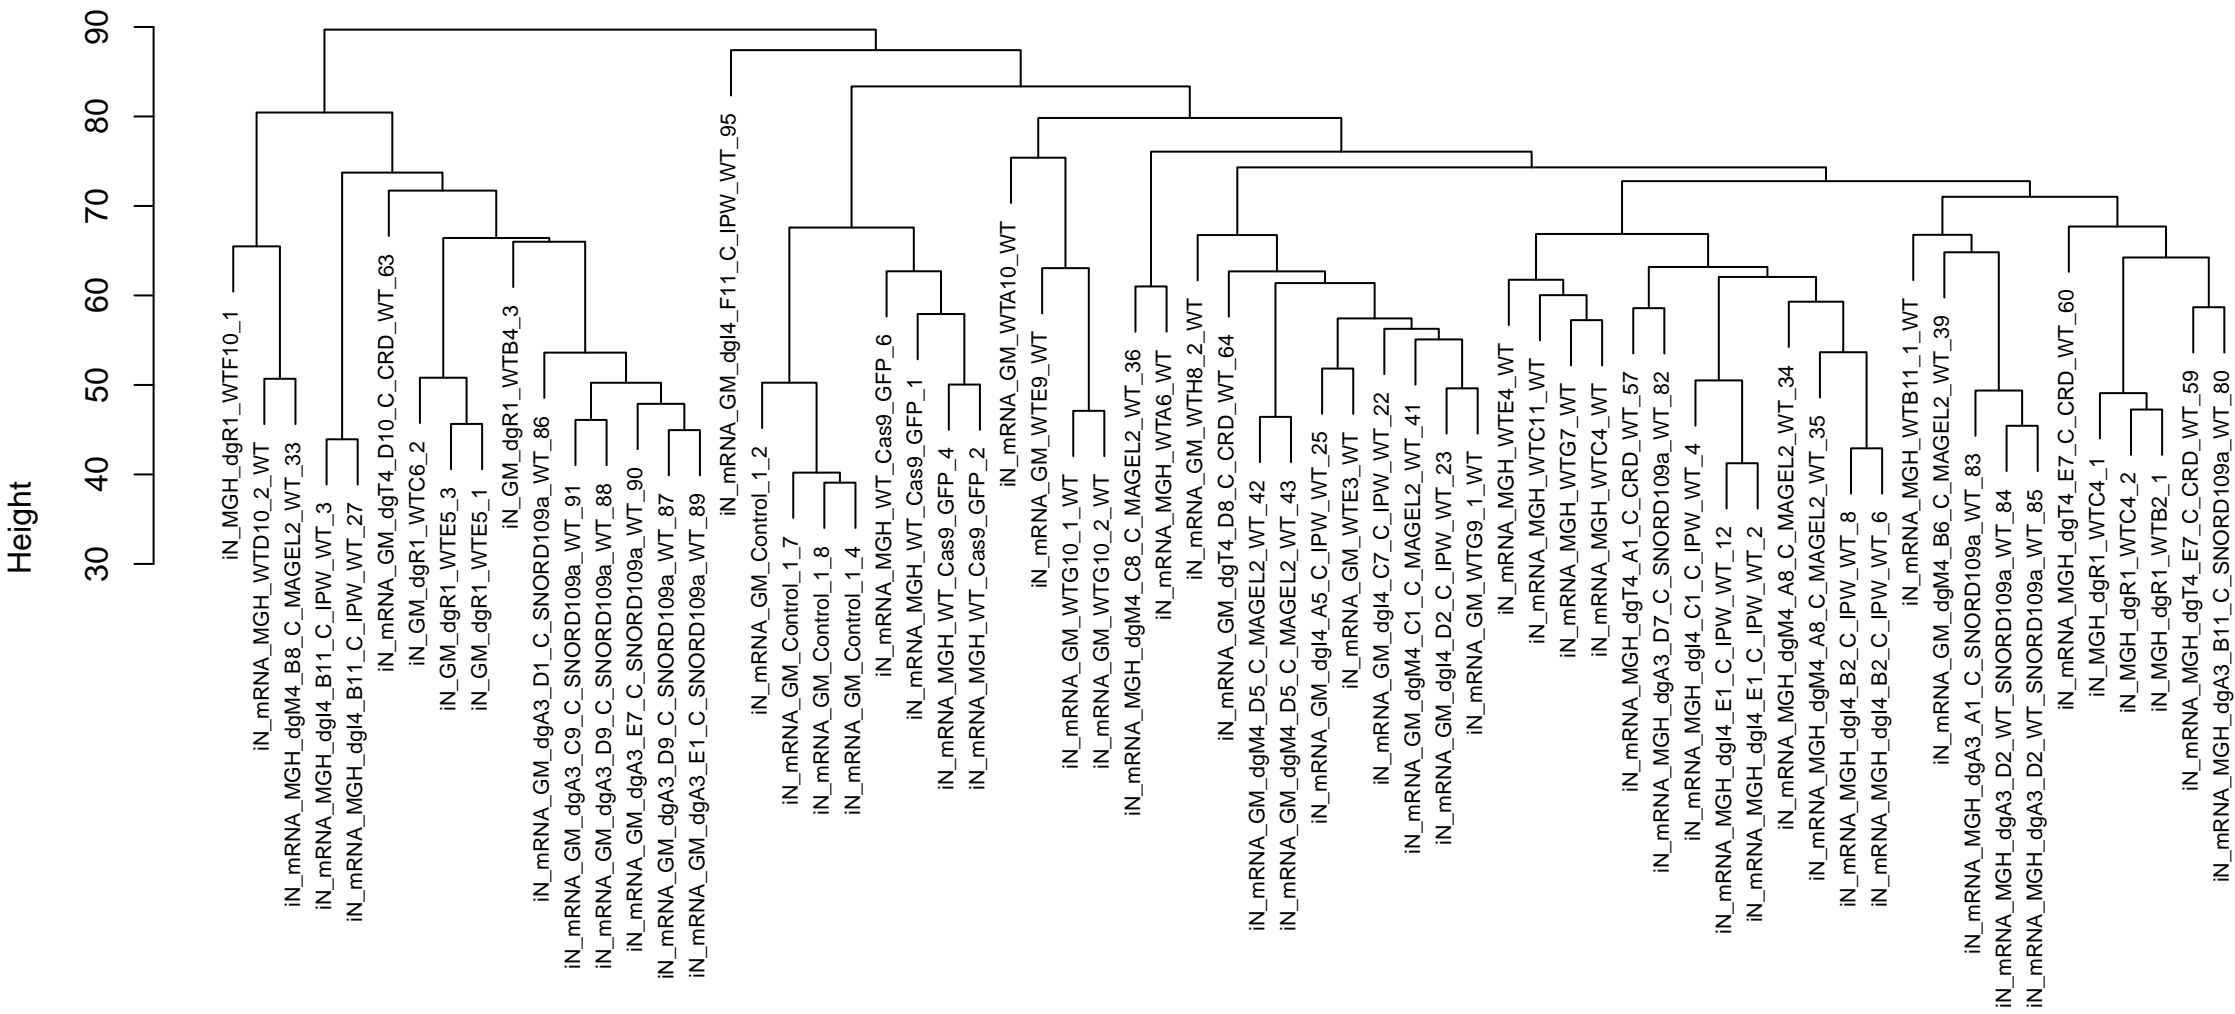 Height
90
80
70
60
50
40
30
iN_MGH_dgR1_WTF10_1
iN_mRNA_MGH_WTD10_2_WT
iN_mRNA_MGH_dgM4_B8_C_MAGEL2_WT_33
iN_mRNA_MGH_dgI4_B11_C_IPW_WT_3
iN_mRNA_MGH_dgI4_B11_C_IPW_WT_27
iN_mRNA_GM_dgT4_D10_C_CRD_WT_63
iN_GM_dgR1_WTC6_2
iN_GM_dgR1_WTE5_3
iN_GM_dgR1_WTE5_1
iN_GM_dgR1_WTB4_3
iN_mRNA_GM_dgA3_D1_C_SNORD109a_WT_86
iN_mRNA_GM_dgA3_C9_C_SNORD109a_WT_91
iN_mRNA_GM_dgA3_D9_C_SNORD109a_WT_88
iN_mRNA_GM_dgA3_E7_C_SNORD109a_WT_90
iN_mRNA_GM_dgA3_D9_C_SNORD109a_WT_87
iN_mRNA_GM_dgA3_E1_C_SNORD109a_WT_89
iN_mRNA_GM_dgI4_F11_C_IPW_WT_95
iN_mRNA_GM_Control_1_2
iN_mRNA_GM_Control_1_7
iN_mRNA_GM_Control_1_8
iN_mRNA_GM_Control_1_4
iN_mRNA_MGH_WT_Cas9_GFP_6
iN_mRNA_MGH_WT_Cas9_GFP_1
iN_mRNA_MGH_WT_Cas9_GFP_4
iN_mRNA_MGH_WT_Cas9_GFP_2
iN_mRNA_GM_WTA10_WT
iN_mRNA_GM_WTE9_WT
iN_mRNA_GM_WTG10_1_WT
iN_mRNA_GM_WTG10_2_WT
iN_mRNA_MGH_dgM4_C8_C_MAGEL2_WT_36
iN_mRNA_MGH_WTA6_WT
iN_mRNA_GM_WTH8_2_WT
iN_mRNA_GM_dgT4_D8_C_CRD_WT_64
iN_mRNA_GM_dgM4_D5_C_MAGEL2_WT_42
iN_mRNA_GM_dgM4_D5_C_MAGEL2_WT_43
iN_mRNA_GM_dgI4_A5_C_IPW_WT_25
iN_mRNA_GM_WTE3_WT
iN_mRNA_GM_dgI4_C7_C_IPW_WT_22
iN_mRNA_GM_dgM4_C1_C_MAGEL2_WT_41
iN_mRNA_GM_dgI4_D2_C_IPW_WT_23
iN_mRNA_GM_WTG9_1_WT
iN_mRNA_MGH_WTE4_WT
iN_mRNA_MGH_WTC11_WT
iN_mRNA_MGH_WTG7_WT
iN_mRNA_MGH_WTC4_WT
iN_mRNA_MGH_dgT4_A1_C_CRD_WT_57
iN_mRNA_MGH_dgA3_D7_C_SNORD109a_WT_82
iN_mRNA_MGH_dgI4_C1_C_IPW_WT_4
iN_mRNA_MGH_dgI4_E1_C_IPW_WT_12
iN_mRNA_MGH_dgI4_E1_C_IPW_WT_2
iN_mRNA_MGH_dgM4_A8_C_MAGEL2_WT_34
iN_mRNA_MGH_dgM4_A8_C_MAGEL2_WT_35
iN_mRNA_MGH_dgI4_B2_C_IPW_WT_8
iN_mRNA_MGH_dgI4_B2_C_IPW_WT_6
iN_mRNA_MGH_WTB11_1_WT
iN_mRNA_GM_dgM4_B6_C_MAGEL2_WT_39
iN_mRNA_MGH_dgA3_A1_C_SNORD109a_WT_83
iN_mRNA_MGH_dgA3_D2_WT_SNORD109a_WT_84
iN_mRNA_MGH_dgA3_D2_WT_SNORD109a_WT_85
iN_mRNA_MGH_dgT4_E7_C_CRD_WT_60
iN_MGH_dgR1_WTC4_1
iN_MGH_dgR1_WTC4_2
iN_MGH_dgR1_WTB2_1
iN_mRNA_MGH_dgT4_E7_C_CRD_WT_59
iN_mRNA_MGH_dgA3_B11_C_SNORD109a_WT_80